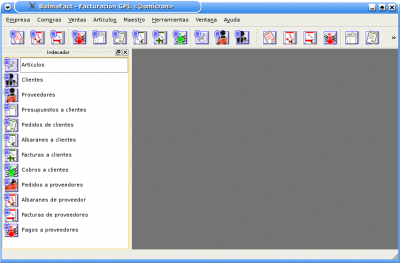 BulmaFact - Facturacion GPL <@omicron>
Empresa Compras Ventas Artículos Maestro Herramientas Ventana Ayuda
Indexador
Artículos
Clientes
Proveedores
Presupuestos a clientes
Pedidos de clientes
Albaranes a clientes
Facturas a clientes
Cobros a clientes
Pedidos a proveedores
Albaranes de proveedor
Facturas de proveedores
Pagos a proveedores